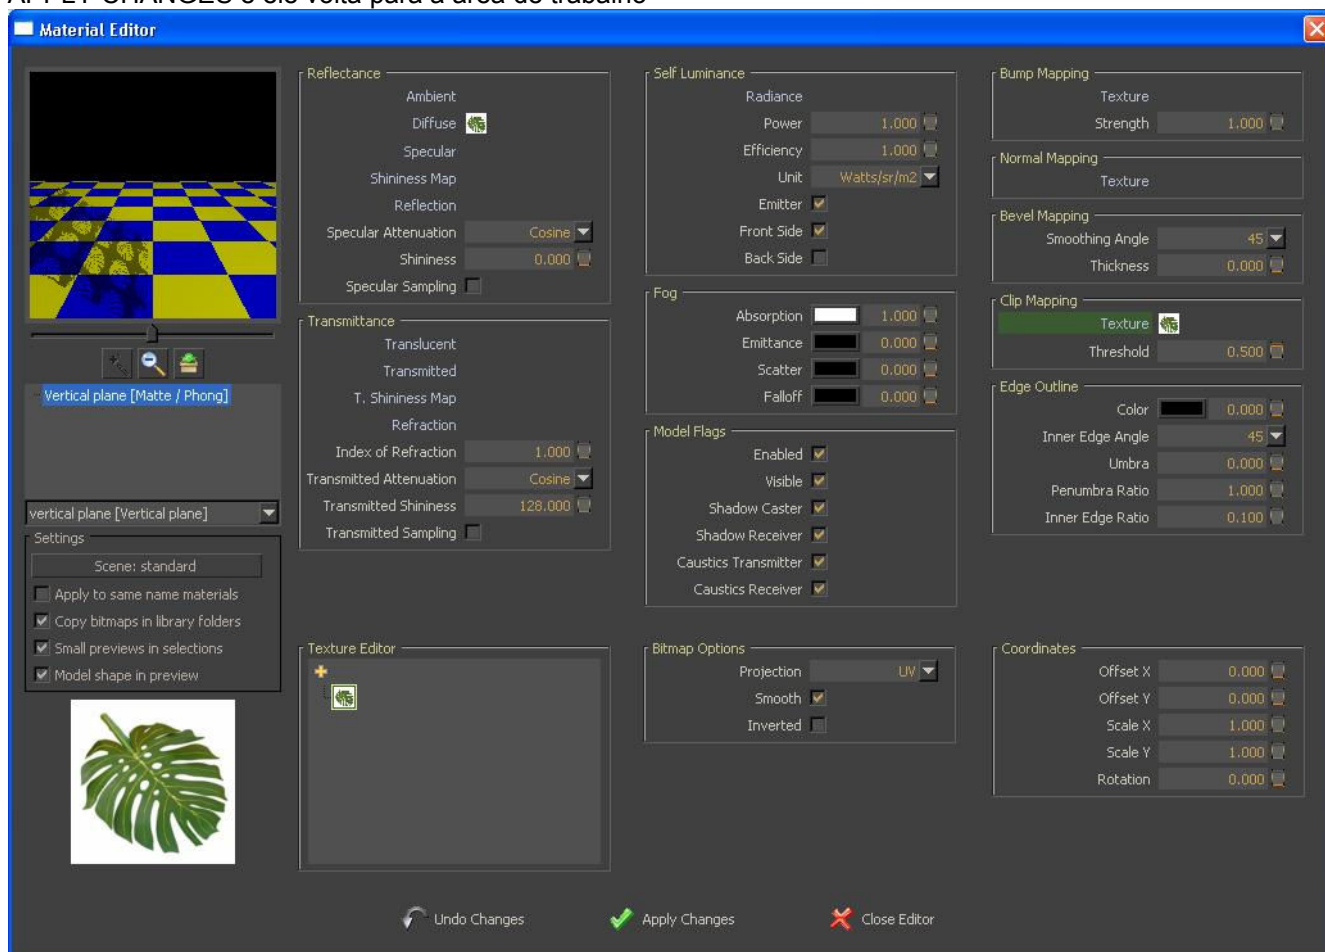 APPLY CHANGES e ele volta para a área de trabalho
Material Editor
Vertical plane [Matte / Phong]
vertical plane [Vertical plane]
Settings
Scene: standard
Apply to same name materials
Copy bitmaps in library folders
Small previews in selections
Model shape in preview
Reflectance
Ambient
Diffuse
Specular
Shininess Map
Reflection
Specular Attenuation Cosine
Shininess 0.000
Specular Sampling
Transmittance
Translucent
Transmitted
T. Shininess Map
Refraction
Index of Refraction 1.000
Transmitted Attenuation Cosine
Transmitted Shininess 128.000
Transmitted Sampling
Texture Editor
Self Luminance
Radiance
Power 1.000
Efficiency 1.000
Unit Watts/sr/m2
Emitter
Front Side
Back Side
Fog
Absorption 1.000
Emittance 0.000
Scatter 0.000
Falloff 0.000
Model Flags
Enabled
Visible
Shadow Caster
Shadow Receiver
Caustics Transmitter
Caustics Receiver
Bitmap Options
Projection UV
Smooth
Inverted
Bump Mapping
Texture
Strength 1.000
Normal Mapping
Texture
Bevel Mapping
Smoothing Angle 45
Thickness 0.000
Clip Mapping
Texture
Threshold 0.500
Edge Outline
Color 0.000
Inner Edge Angle 45
Umbra 0.000
Penumbra Ratio 1.000
Inner Edge Ratio 0.100
Coordinates
Offset X 0.000
Offset Y 0.000
Scale X 1.000
Scale Y 1.000
Rotation 0.000
Undo Changes
Apply Changes
Close Editor